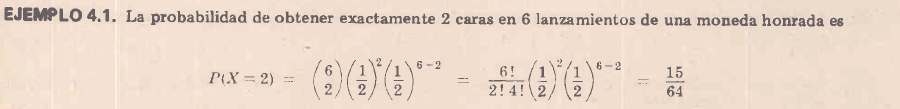 EJEMPLO 4.1. La probabilidad de obtener exactamente 2 caras en 6 lanzamientos de una moneda honrada es
P(X = 2) = (6 2) (1/2)^2 (1/2)^{6-2} = 6!/(2! 4!) (1/2)^2 (1/2)^{6-2} = 15/64